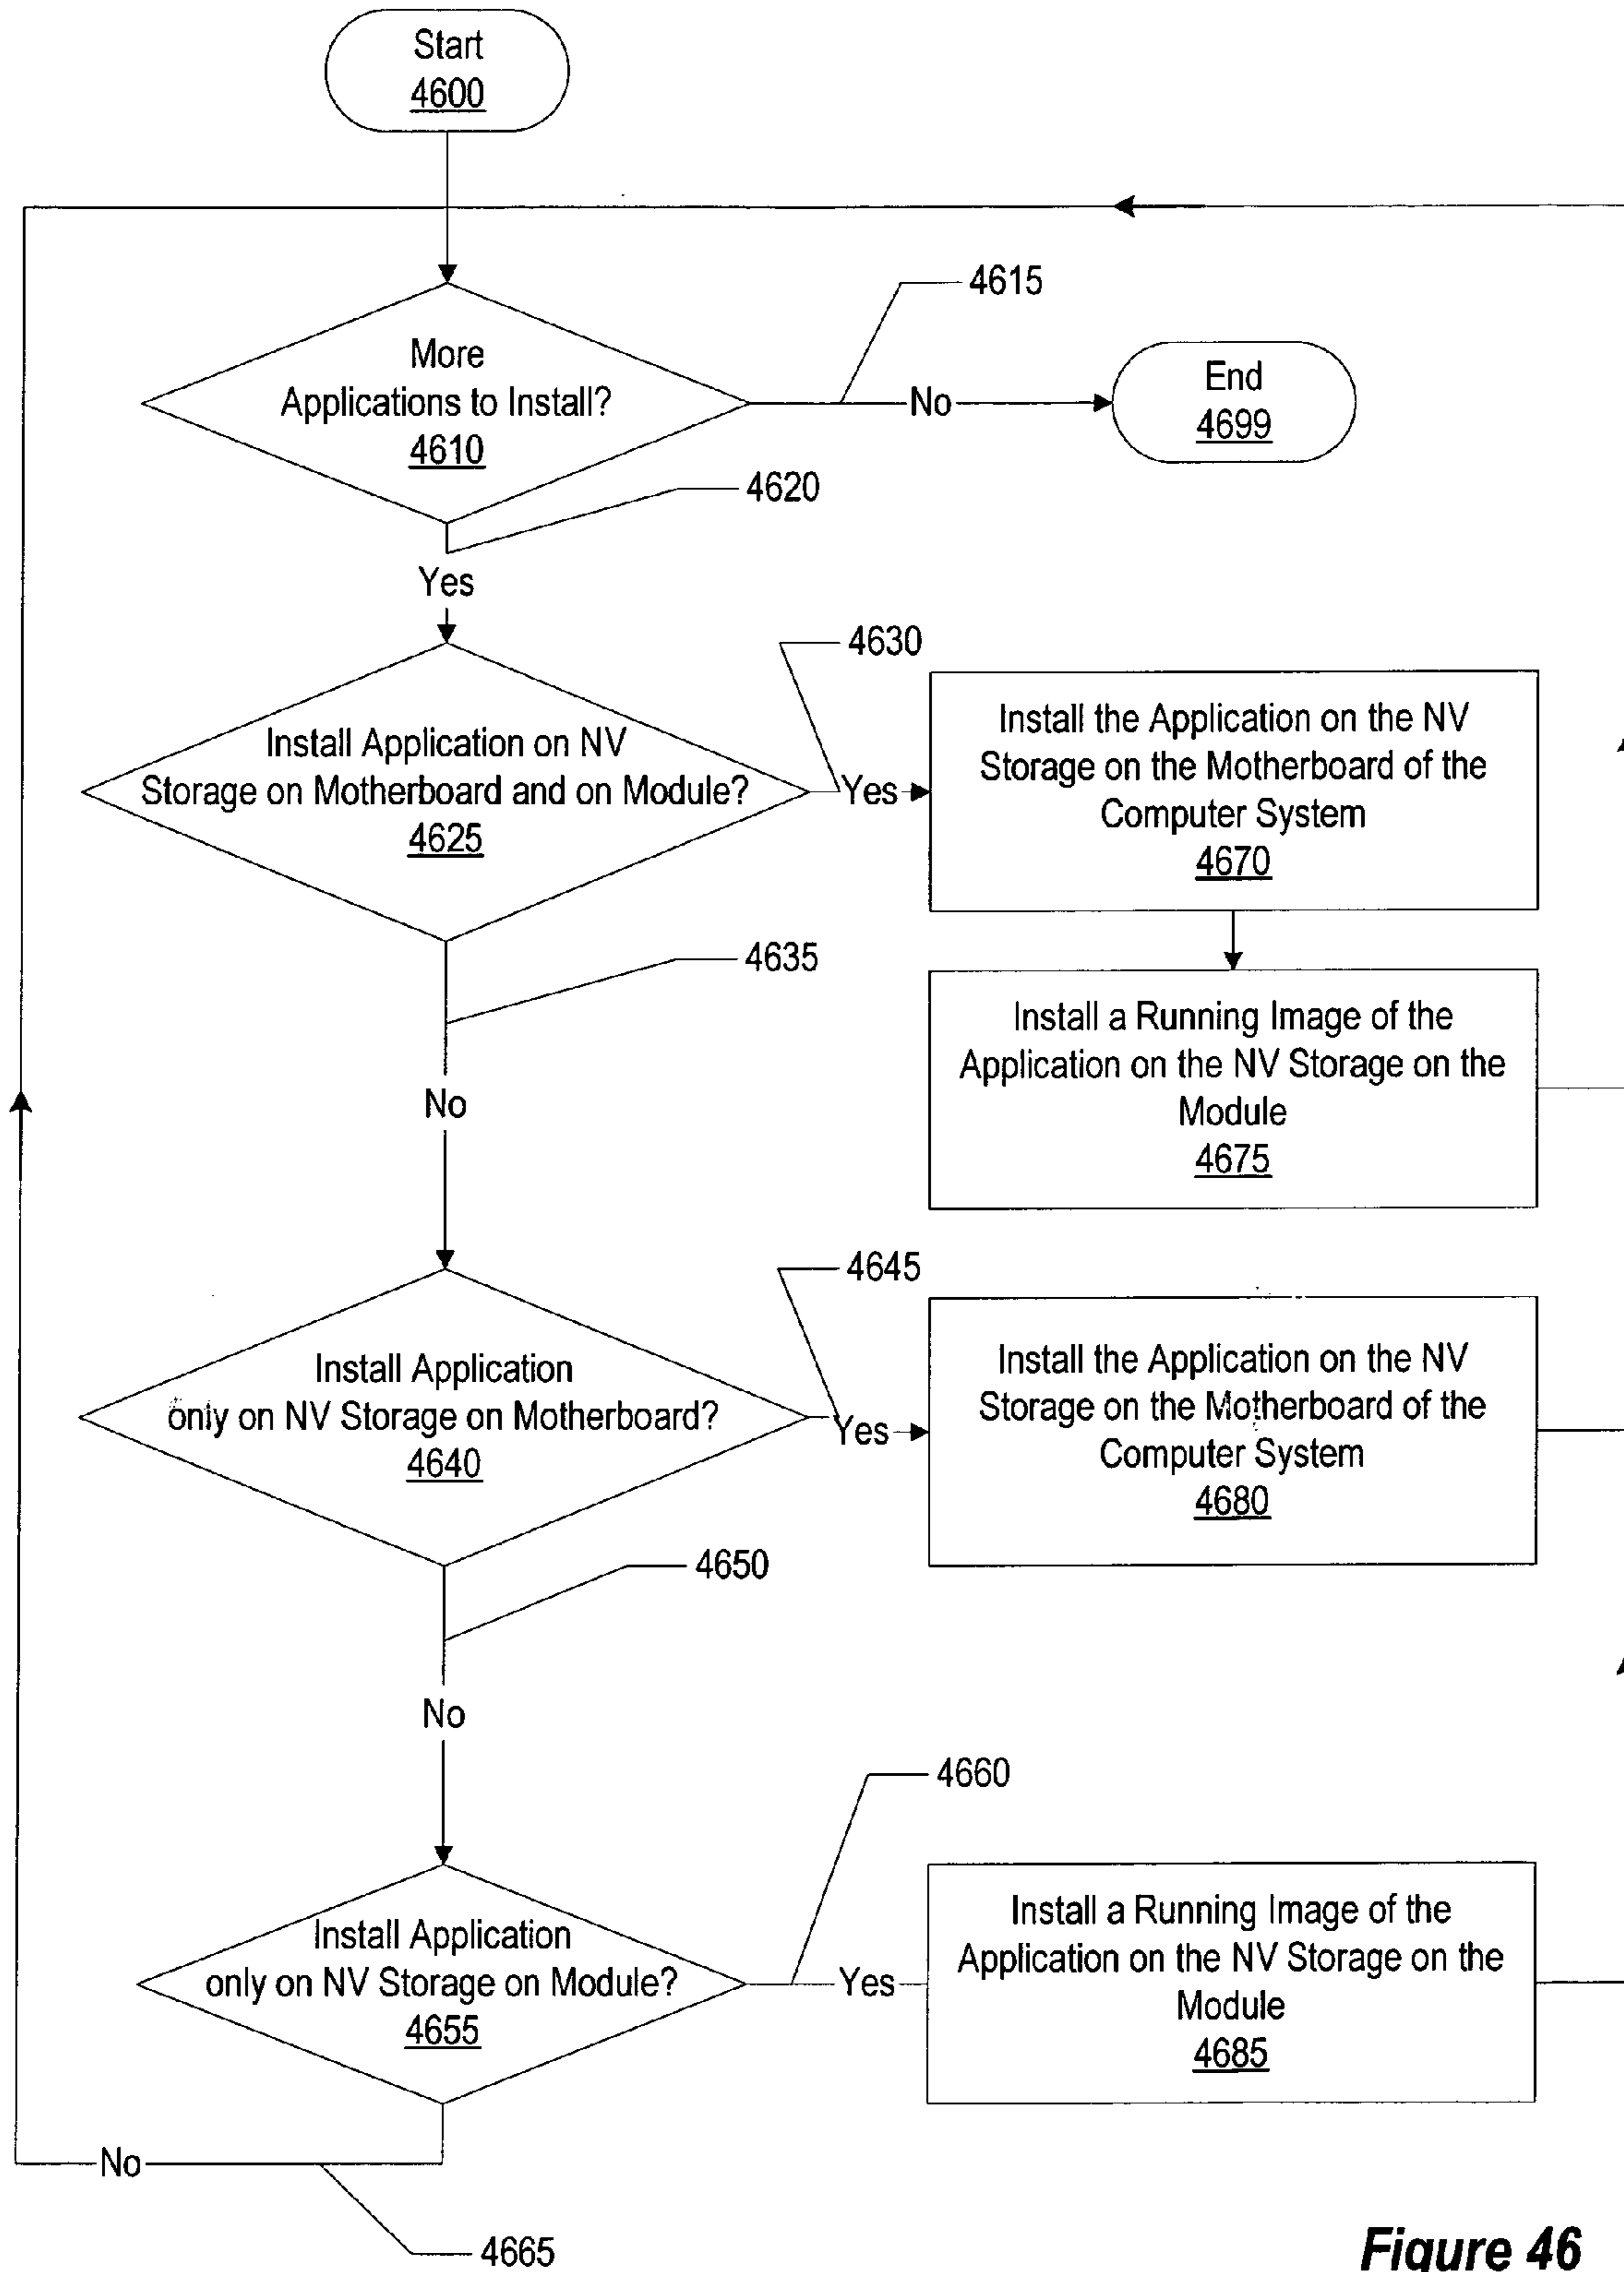 Start
4600
4615
More
Applications to Install?
4610
No
End
4699
4620
Yes
4630
Install Application on NV
Storage on Motherboard and on Module?
4625
Yes
Install the Application on the NV
Storage on the Motherboard of the
Computer System
4670
4635
No
Install a Running Image of the
Application on the NV Storage on the
Module
4675
4645
Install Application
only on NV Storage on Motherboard?
4640
Yes
Install the Application on the NV
Storage on the Motherboard of the
Computer System
4680
4650
No
4660
Install Application
only on NV Storage on Module?
4655
Yes
Install a Running Image of the
Application on the NV Storage on the
Module
4685
No
4665
Figure 46